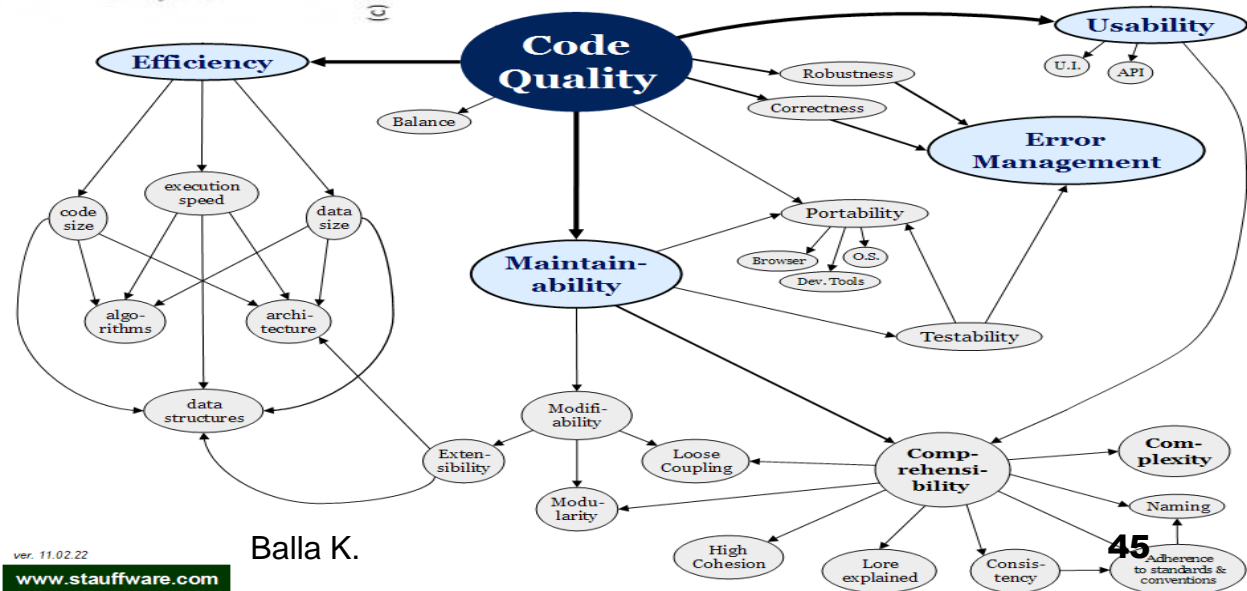 Code
Quality
Usability
U.I.
API
Efficiency
Balance
Robustness
Correctness
Error
Management
execution
speed
code
size
data
size
algo-
rithms
archi-
tecture
data
structures
Maintain-
ability
Portability
Browser
O.S.
Dev. Tools
Testability
Modifi-
ability
Exten-
sibility
Loose
Coupling
Modu-
larity
Comp-
rehensi-
bility
Com-
plexity
Naming
High
Cohesion
Lore
explained
Consis-
tency
Adherence
to standards &
conventions
45
Balla K.
ver. 11.02.22
www.stauffware.com